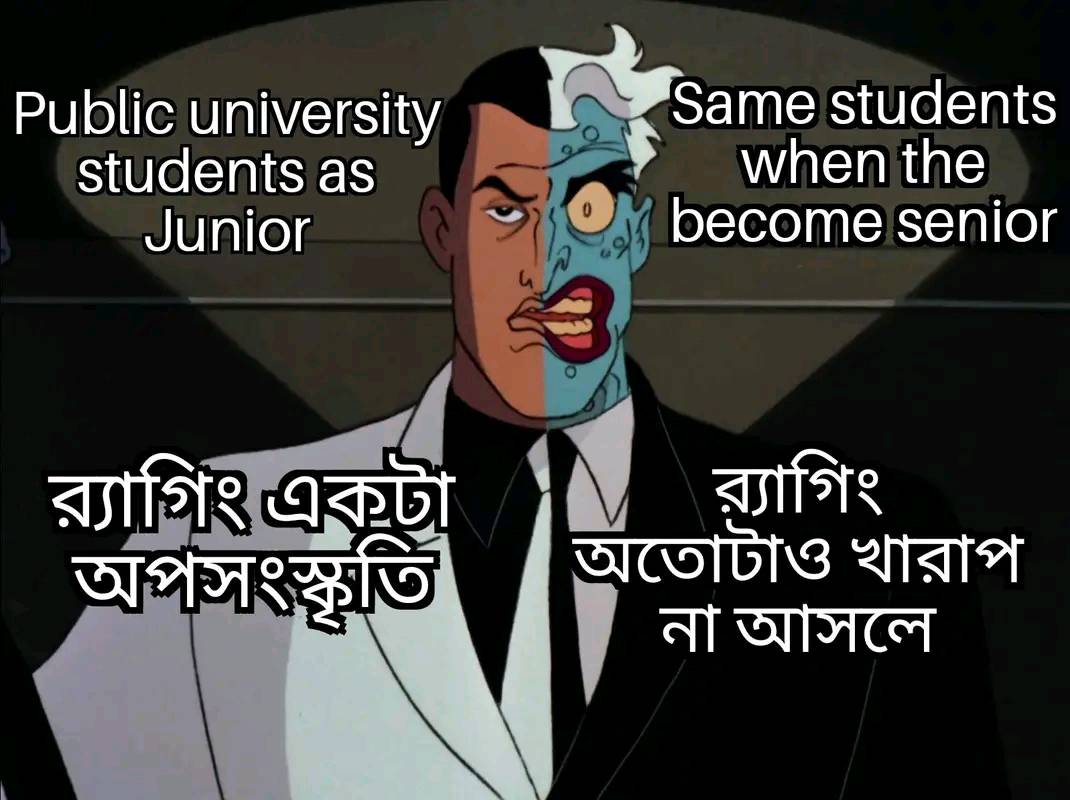 Public university
students as
Junior
Same students
when the
become senior
র‍্যাগিং একটা
অপসংস্কৃতি
র‍্যাগিং
অতোটাও খারাপ
না আসলে